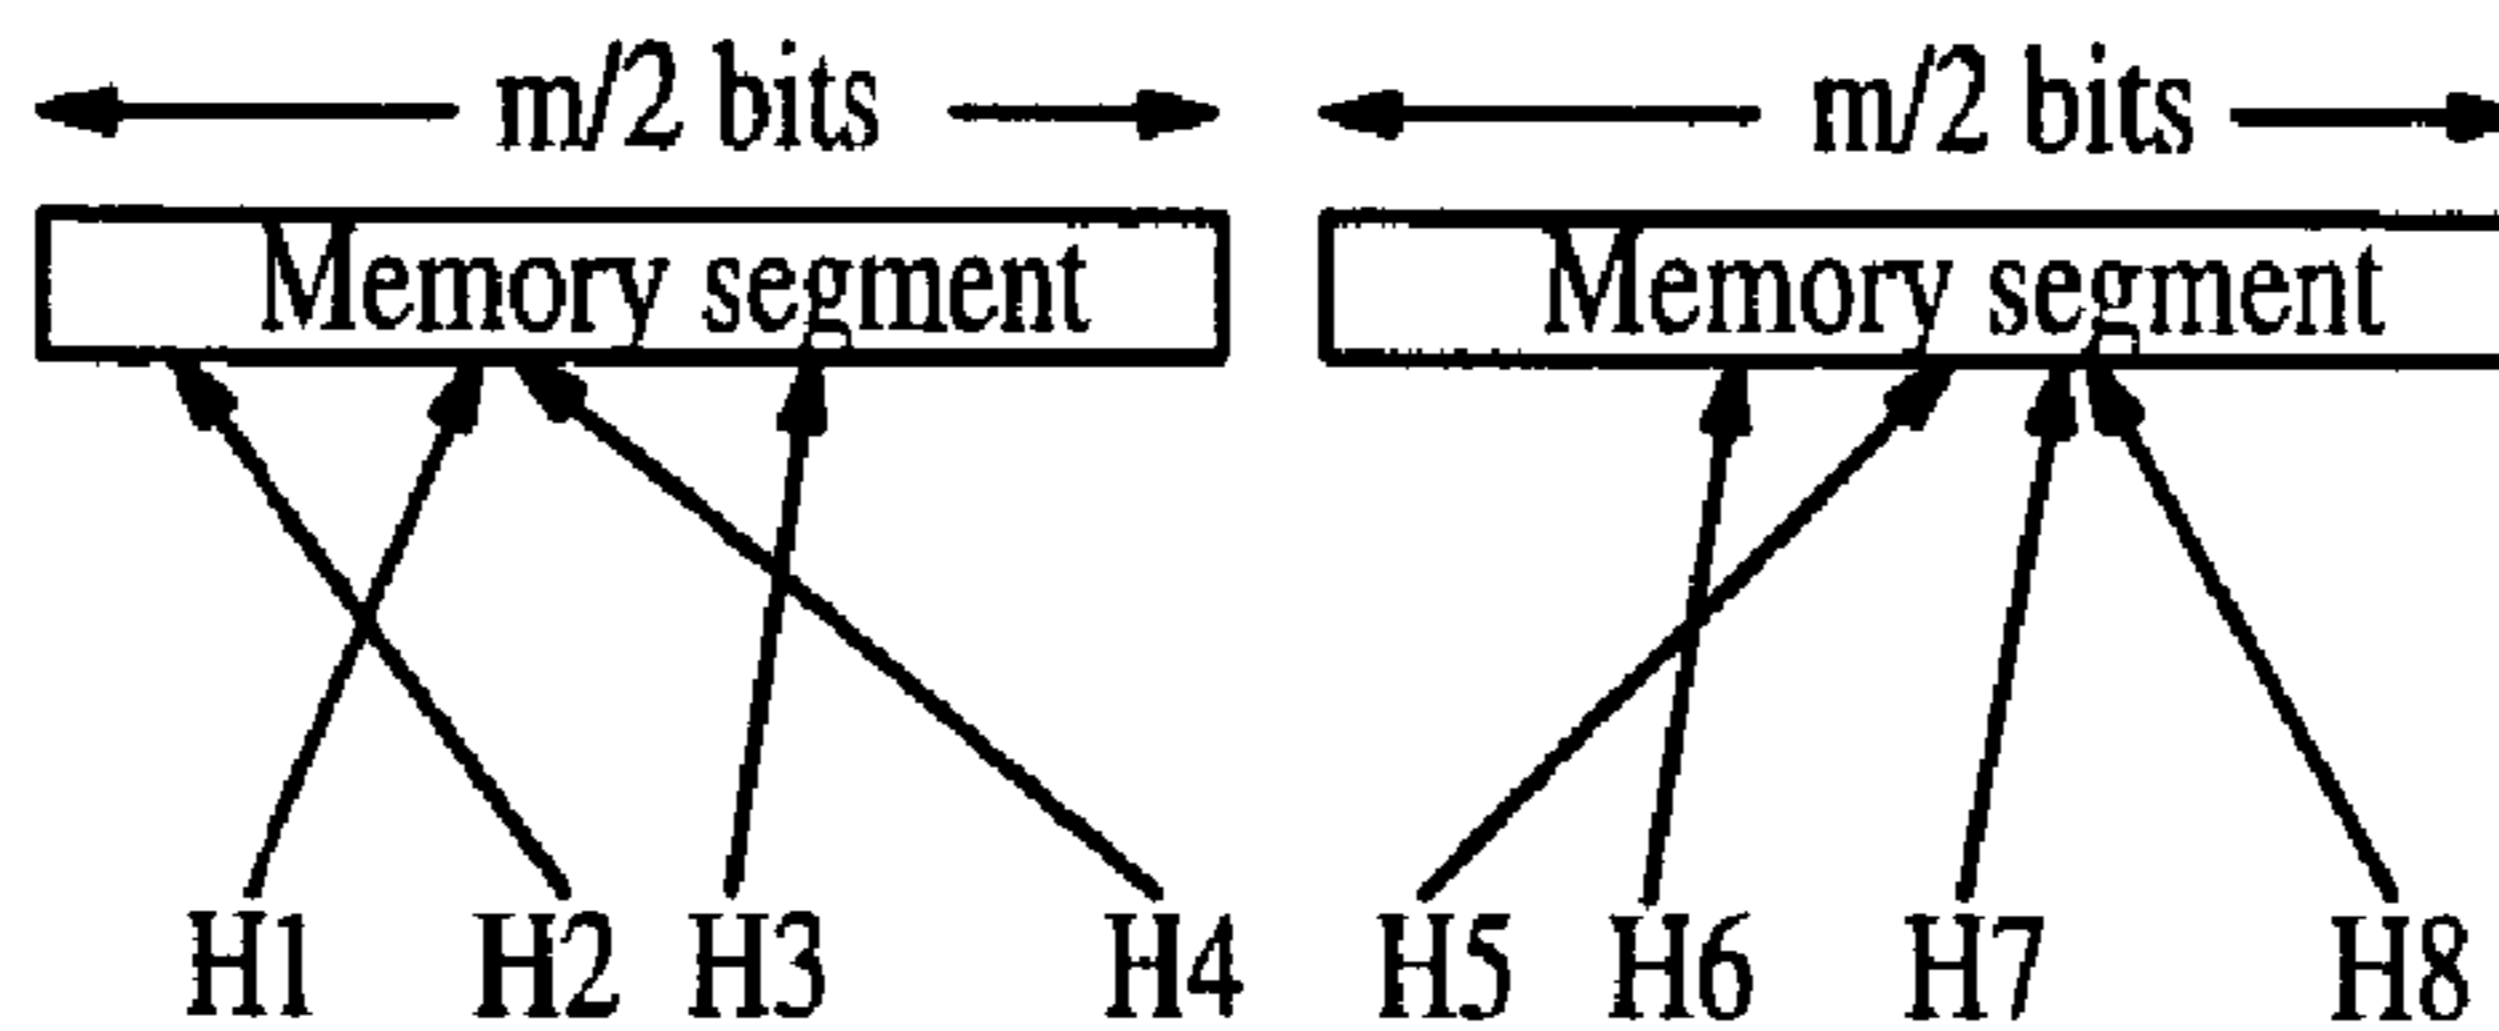 m/2 bits m/2 bits
Memory segment Memory segment
H1 H2 H3 H4 H5 H6 H7 H8